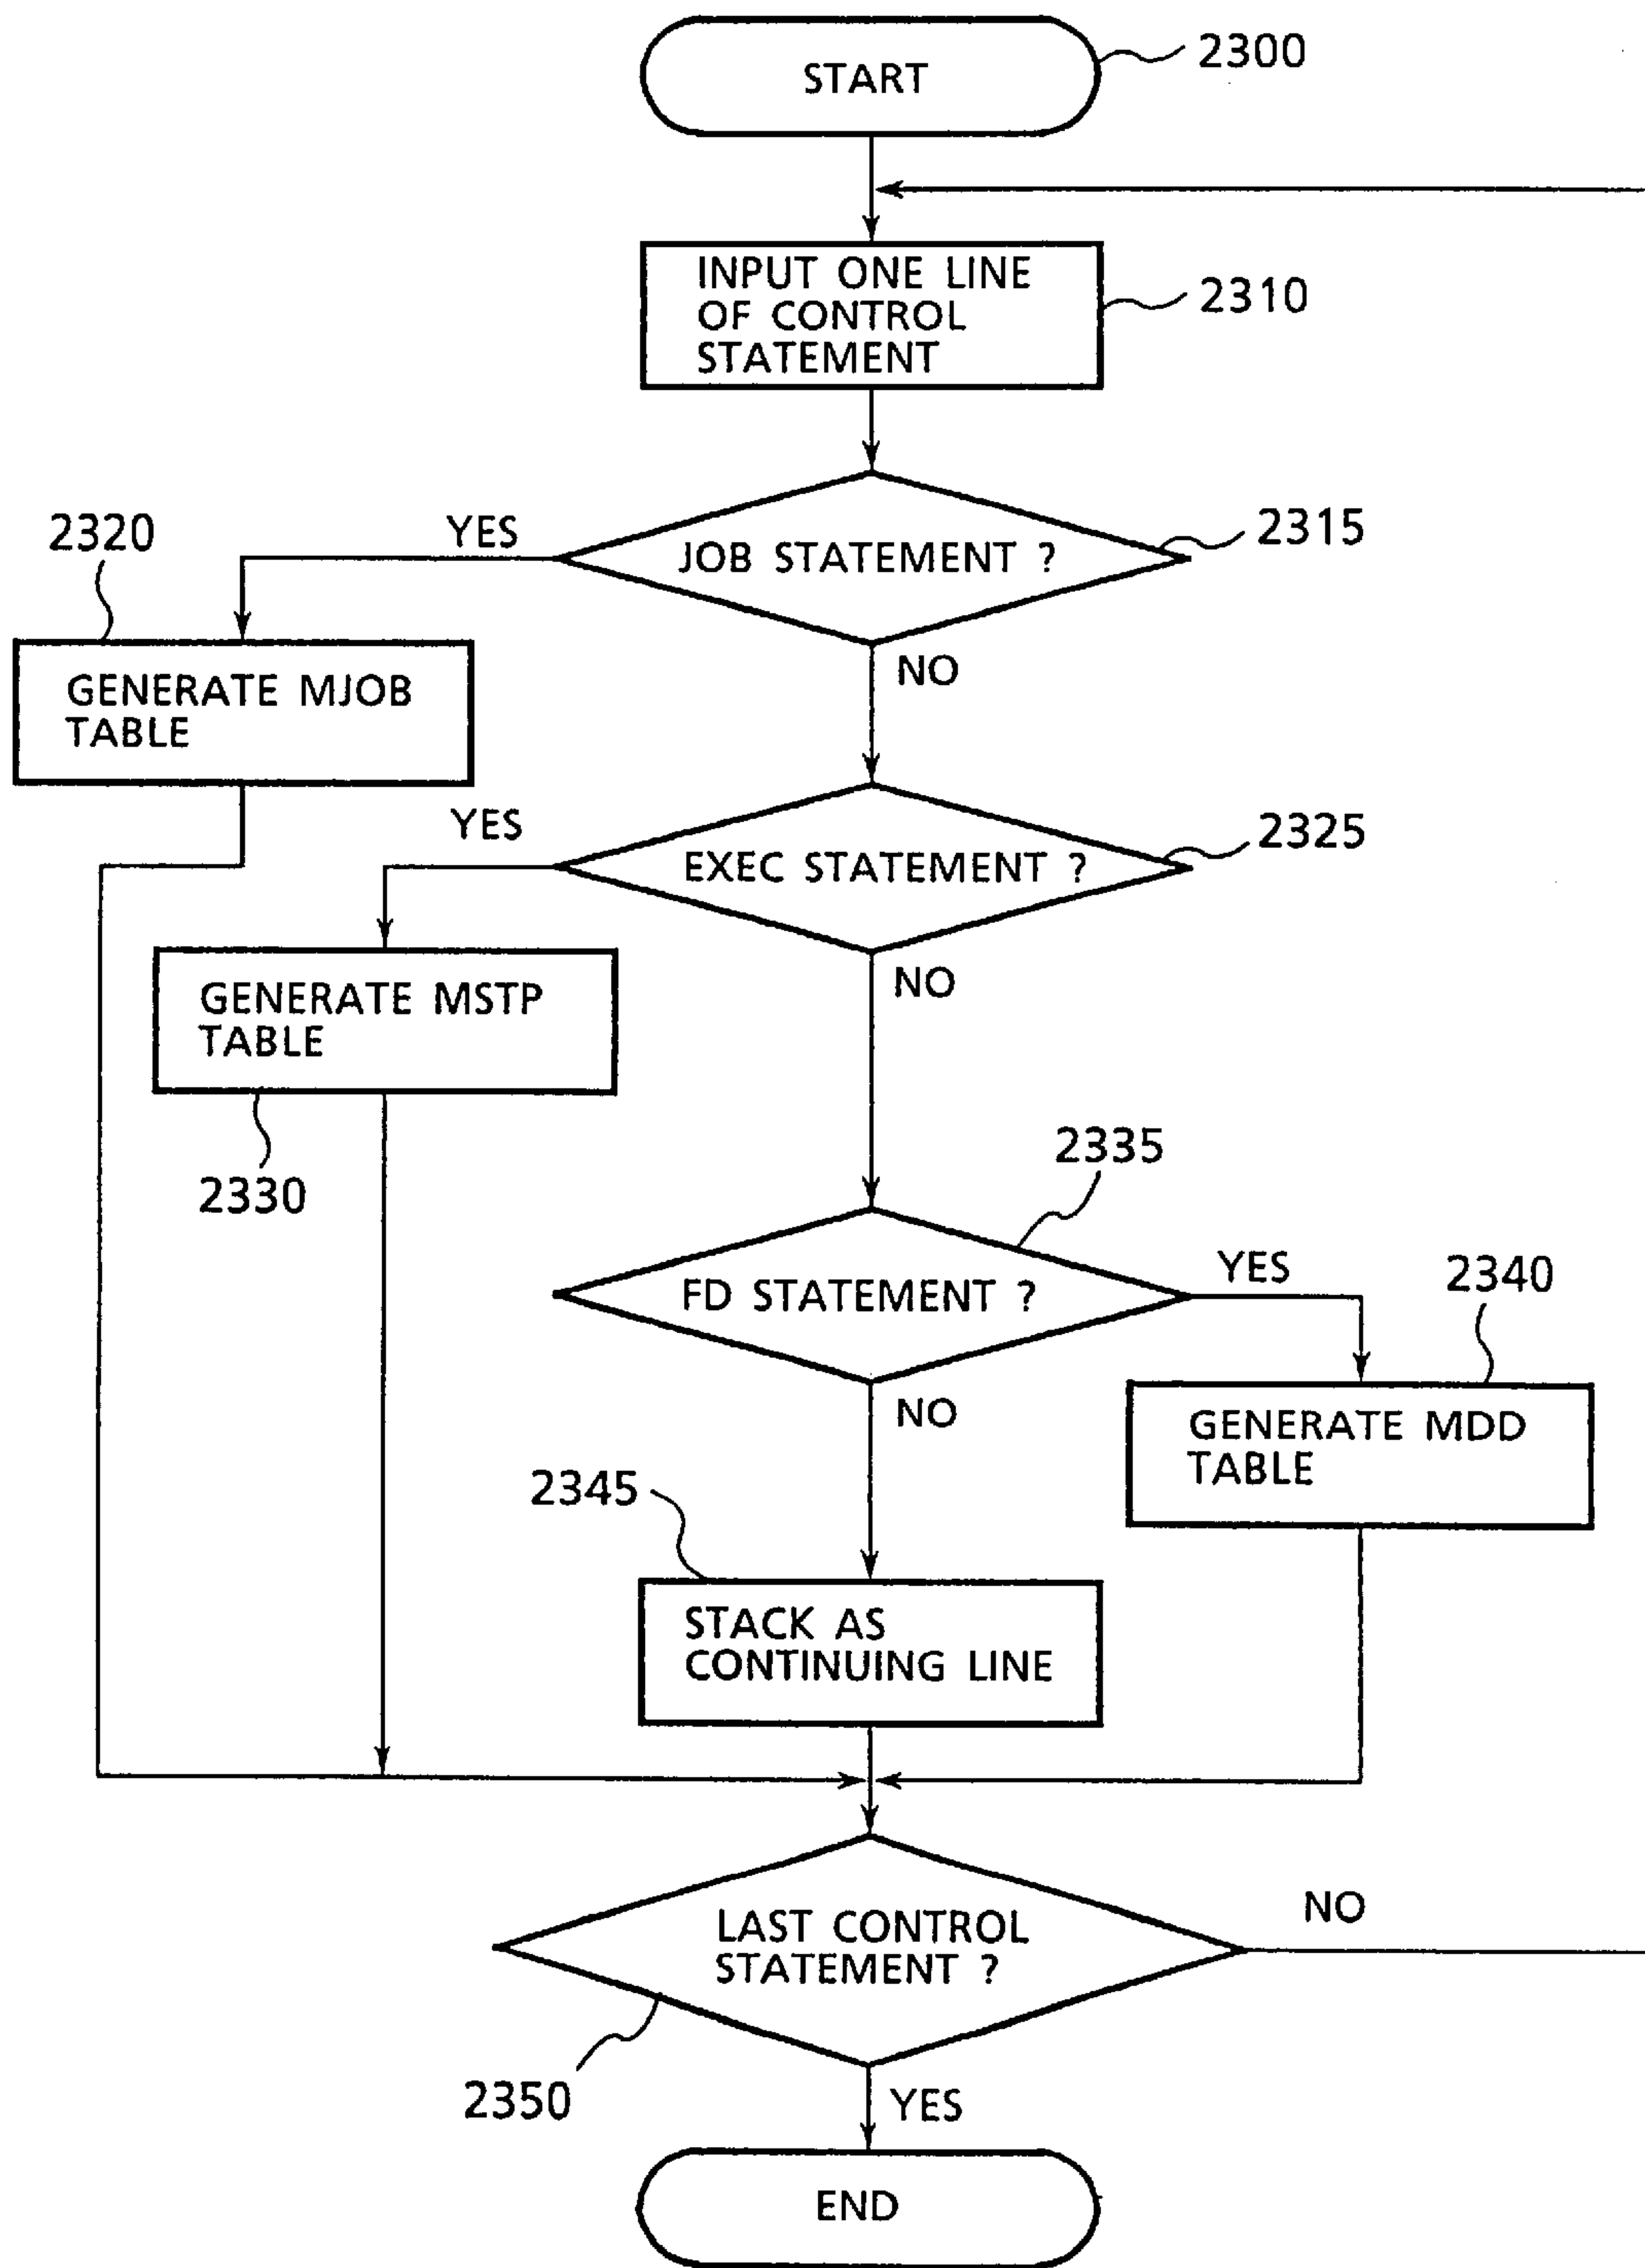 START
2300
INPUT ONE LINE
OF CONTROL
STATEMENT
2310
2320
YES
JOB STATEMENT ?
2315
GENERATE MJOB
TABLE
NO
YES
EXEC STATEMENT ?
2325
GENERATE MSTP
TABLE
NO
2330
2335
FD STATEMENT ?
YES
2340
NO
GENERATE MDD
TABLE
2345
STACK AS
CONTINUING LINE
LAST CONTROL
STATEMENT ?
NO
2350
YES
END